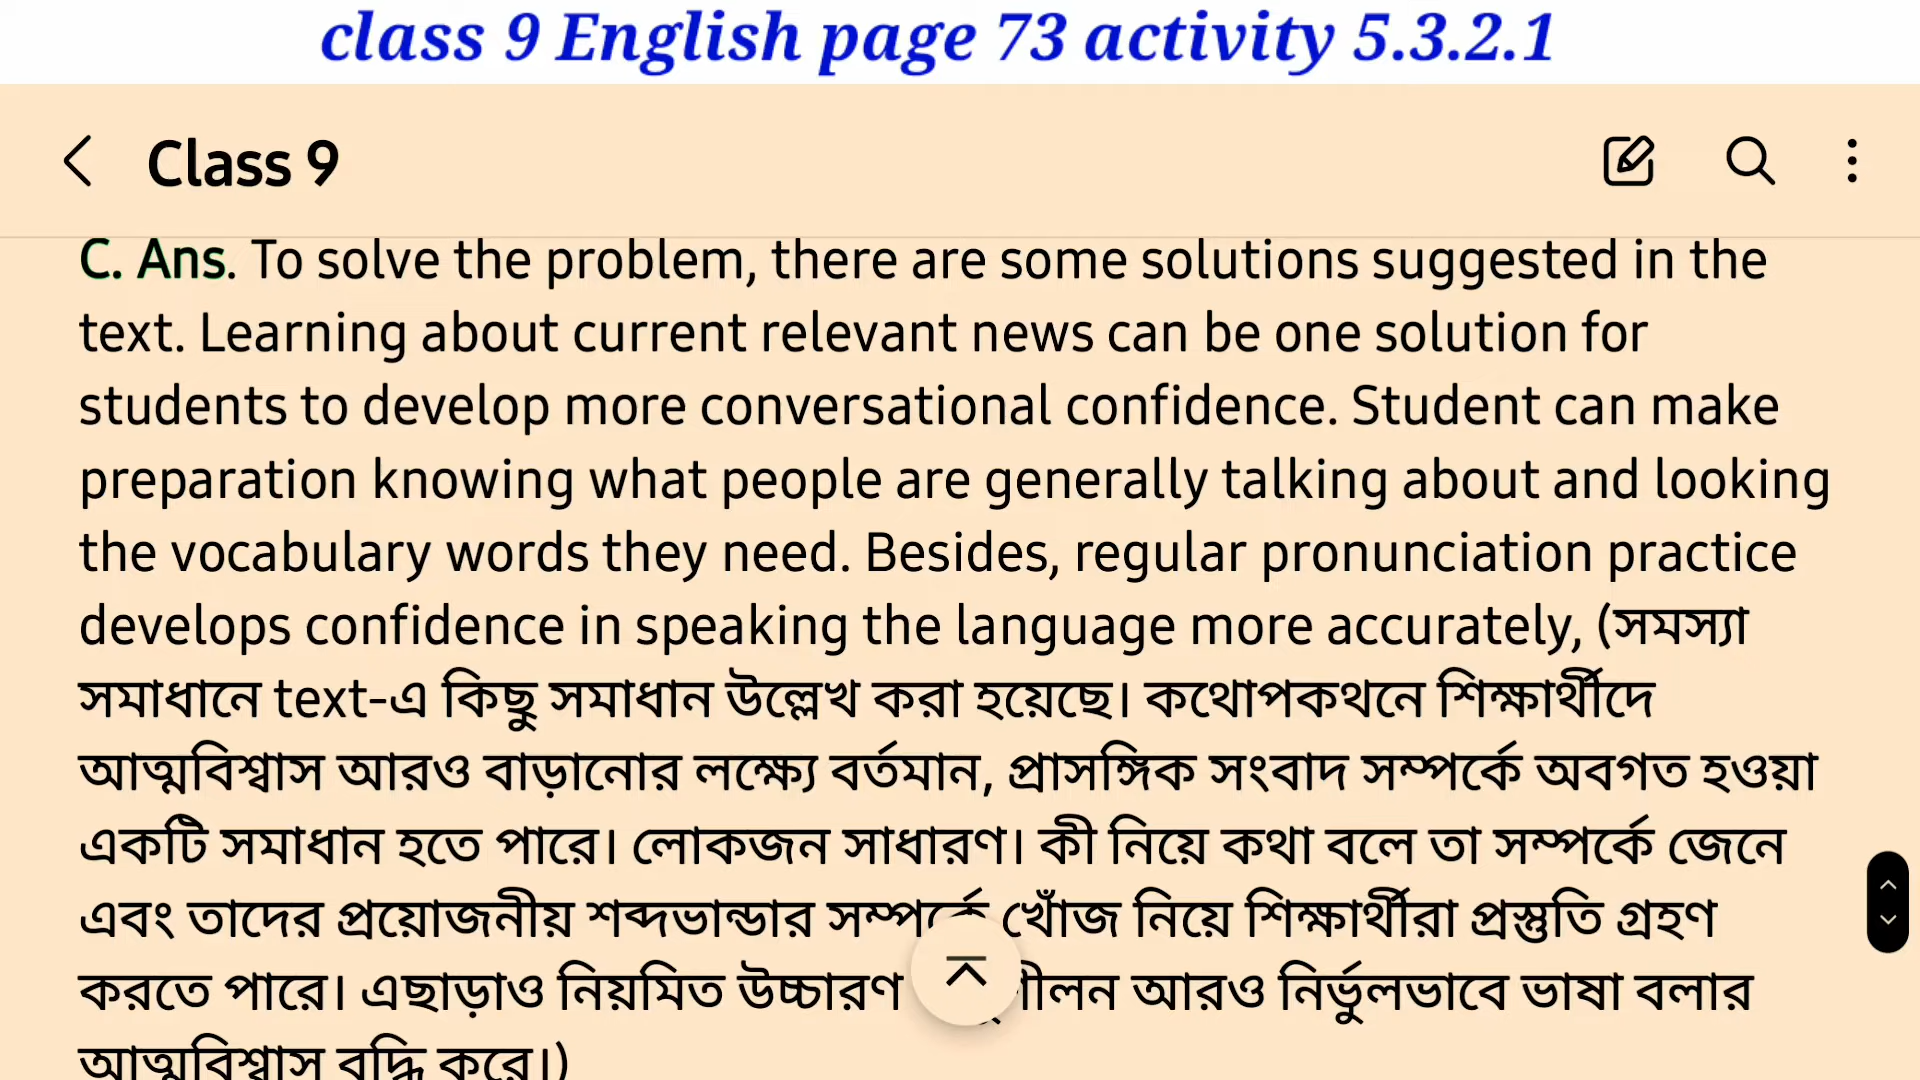 class 9 English page 73 activity 5.3.2.1
Class 9
C. Ans. To solve the problem, there are some solutions suggested in the
text. Learning about current relevant news can be one solution for
students to develop more conversational confidence. Student can make
preparation knowing what people are generally talking about and looking
the vocabulary words they need. Besides, regular pronunciation practice
develops confidence in speaking the language more accurately, (সমস্যা
সমাধানে text-এ কিছু সমাধান উল্লেখ করা হয়েছে। কথোপকথনে শিক্ষার্থীদে
আত্মবিশ্বাস আরও বাড়ানোর লক্ষ্যে বর্তমান, প্রাসঙ্গিক সংবাদ সম্পর্কে অবগত হওয়া
একটি সমাধান হতে পারে। লোকজন সাধারণ। কী নিয়ে কথা বলে তা সম্পর্কে জেনে
এবং তাদের প্রয়োজনীয় শব্দভান্ডার সম্পর্কে খোঁজ নিয়ে শিক্ষার্থীরা প্রস্তুতি গ্রহণ
করতে পারে। এছাড়াও নিয়মিত উচ্চারণ আরও নির্ভুলভাবে ভাষা বলার
আত্মবিশ্বাস বৃদ্ধি করে।)